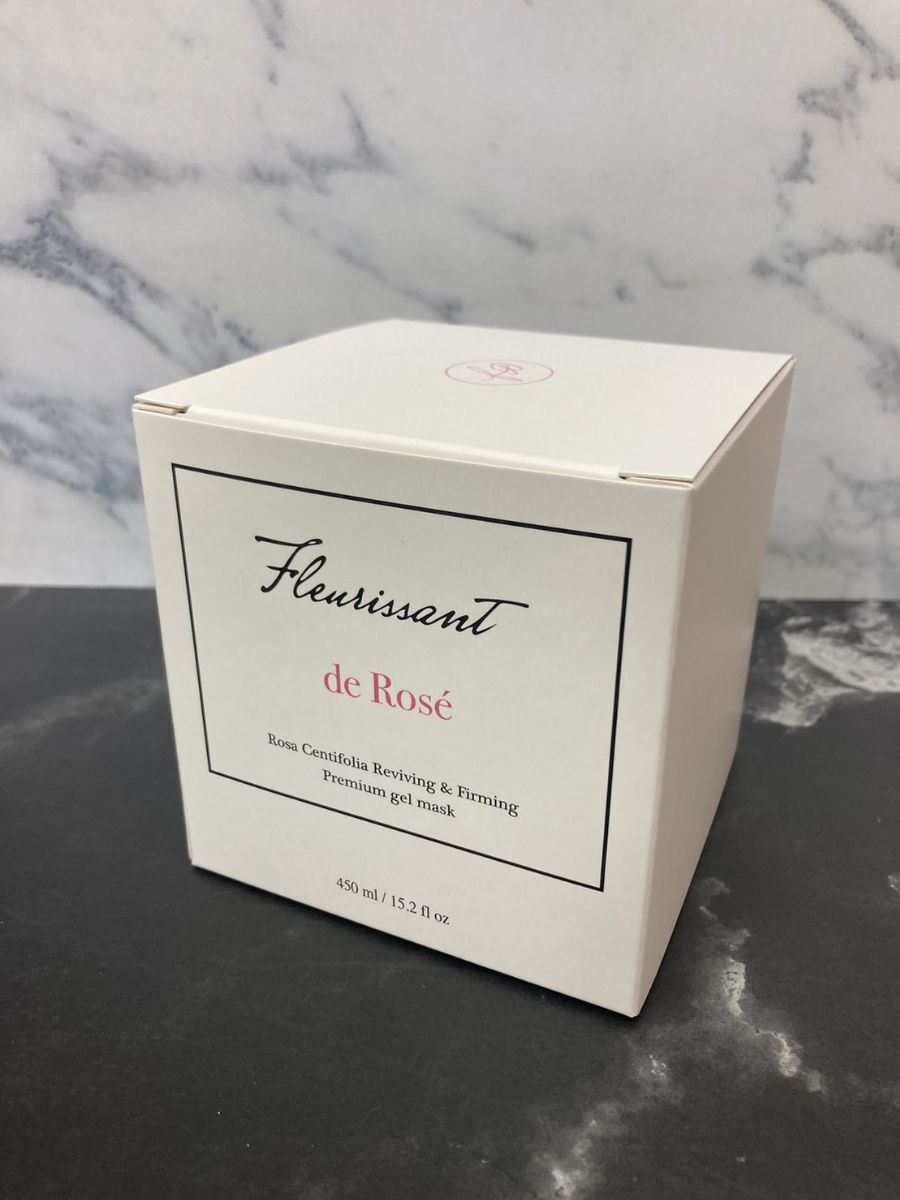 Fleurissant
de Rosé
Rosa Centifolia Reviving & Firming
Premium gel mask
450 ml / 15.2 fl oz